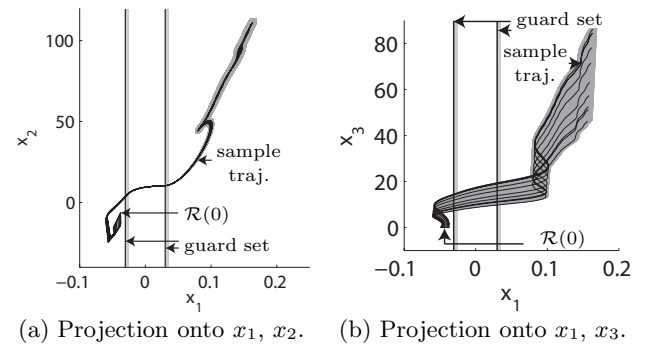 100
50
0
x2
sample
traj.
R(0)
guard set
−0.1 0 0.1 0.2
x1
(a) Projection onto x1, x2.
80
60
40
20
0
x3
guard set
sample
traj.
R(0)
−0.1 0 0.1 0.2
x1
(b) Projection onto x1, x3.